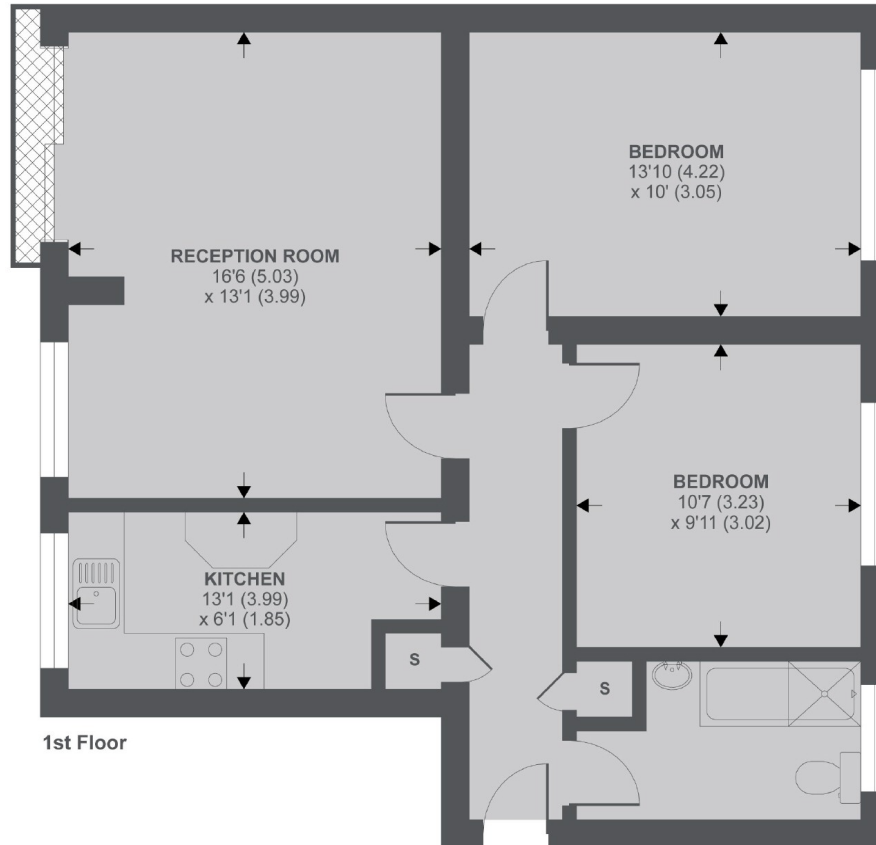 RECEPTION ROOM
16'6 (5.03)
x 13'1 (3.99)
BEDROOM
13'10 (4.22)
x 10' (3.05)
BEDROOM
10'7 (3.23)
x 9'11 (3.02)
KITCHEN
13'1 (3.99)
x 6'1 (1.85)
S
S
1st Floor